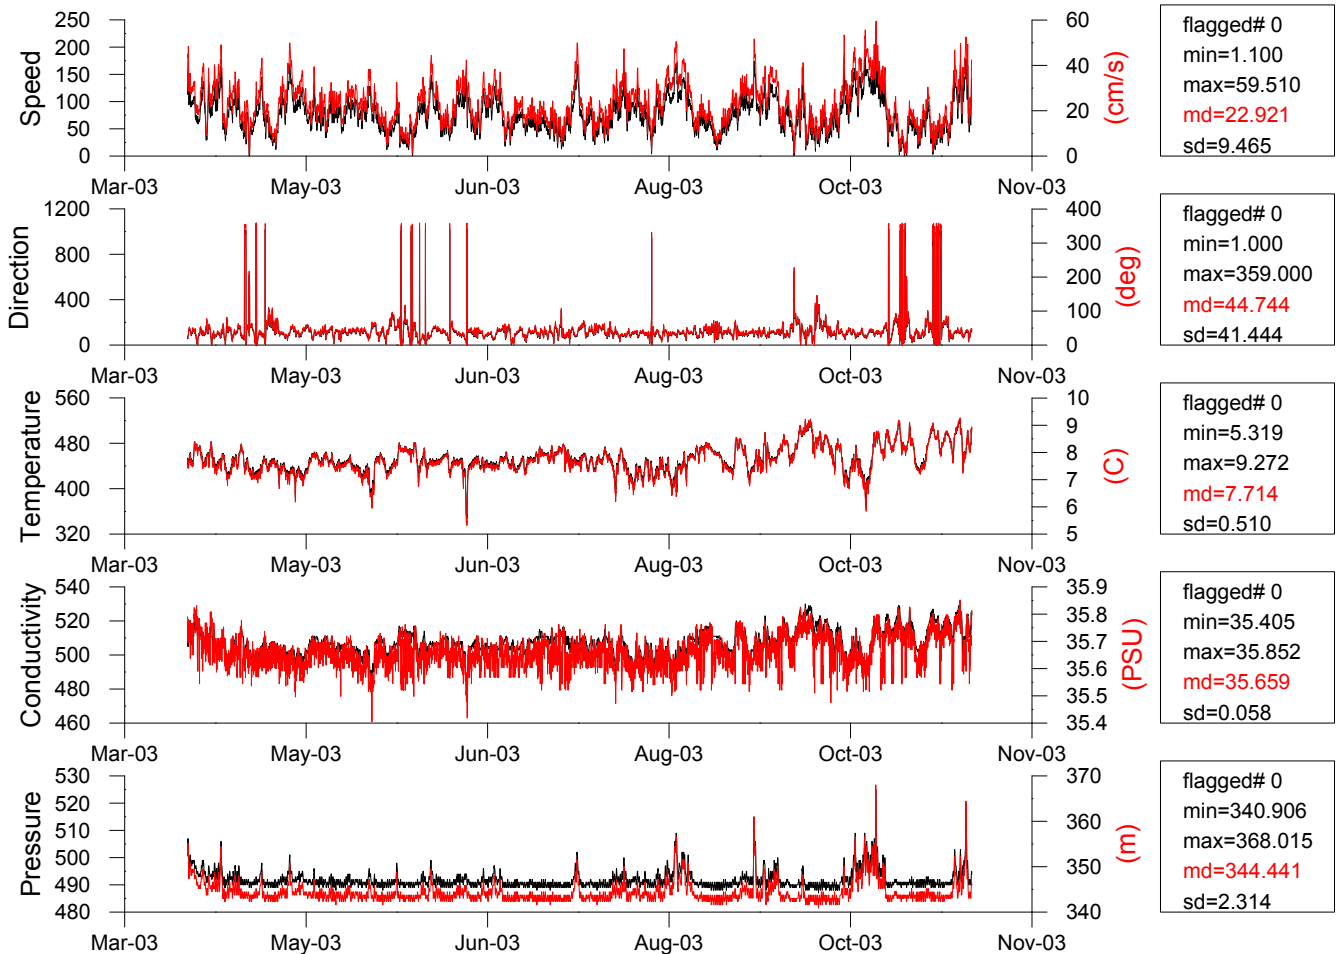 Speed
250
200
150
100
50
0
60
40
20
0
(cm/s)
Mar-03 May-03 Jun-03 Aug-03 Oct-03 Nov-03
flagged# 0
min=1.100
max=59.510
md=22.921
sd=9.465
Direction
1200
800
400
0
400
300
200
100
0
(deg)
Mar-03 May-03 Jun-03 Aug-03 Oct-03 Nov-03
flagged# 0
min=1.000
max=359.000
md=44.744
sd=41.444
Temperature
560
480
400
320
10
9
8
7
6
5
(C)
Mar-03 May-03 Jun-03 Aug-03 Oct-03 Nov-03
flagged# 0
min=5.319
max=9.272
md=7.714
sd=0.510
Conductivity
540
520
500
480
460
35.9
35.8
35.7
35.6
35.5
35.4
(PSU)
Mar-03 May-03 Jun-03 Aug-03 Oct-03 Nov-03
flagged# 0
min=35.405
max=35.852
md=35.659
sd=0.058
Pressure
530
520
510
500
490
480
370
360
350
340
(m)
Mar-03 May-03 Jun-03 Aug-03 Oct-03 Nov-03
flagged# 0
min=340.906
max=368.015
md=344.441
sd=2.314